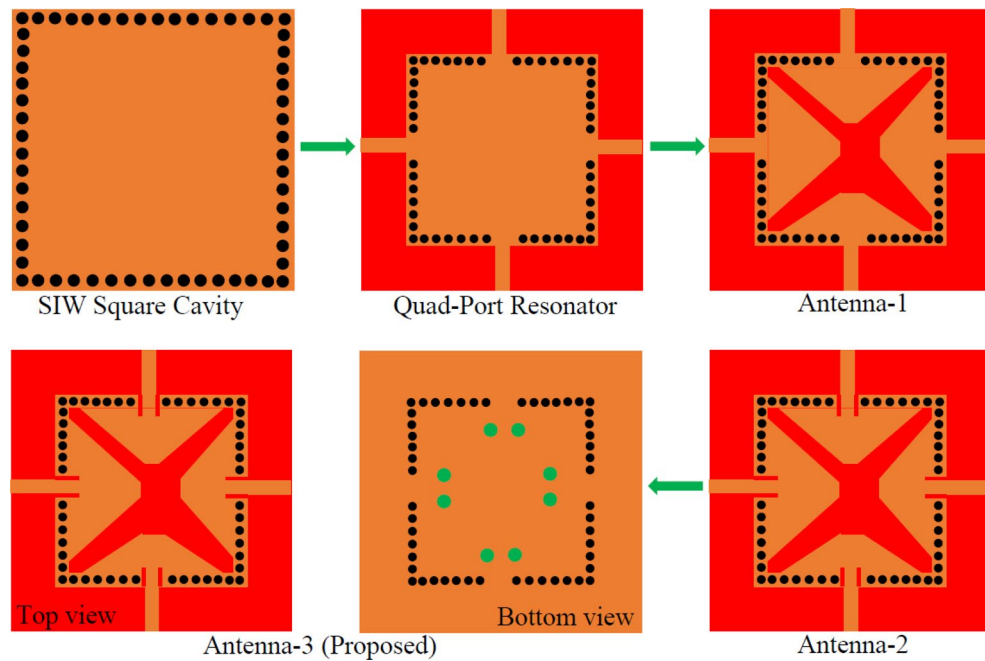 SIW Square Cavity
Quad-Port Resonator
Antenna-1
Top view
Bottom view
Antenna-3 (Proposed)
Antenna-2